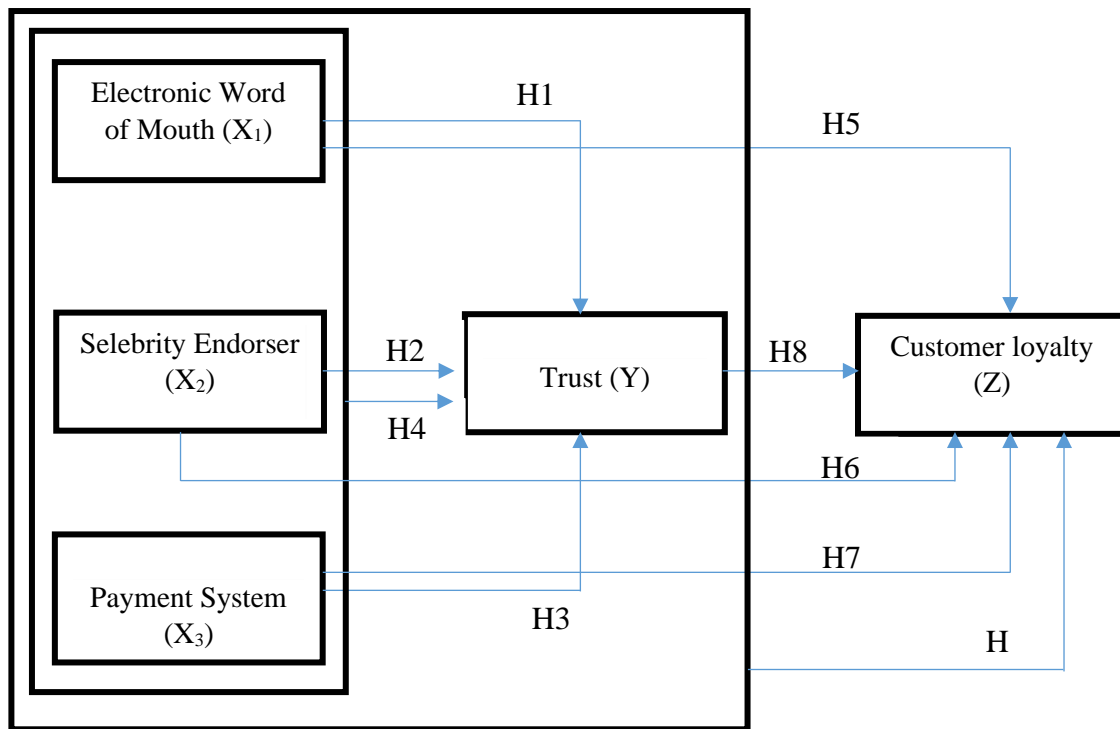 H1
Electronic Word
of Mouth (X₁)
H5
Selebrity Endorser
(X₂)
H2
H4
Trust (Y)
H8
Customer loyalty
(Z)
H6
H7
Payment System
(X₃)
H3
H